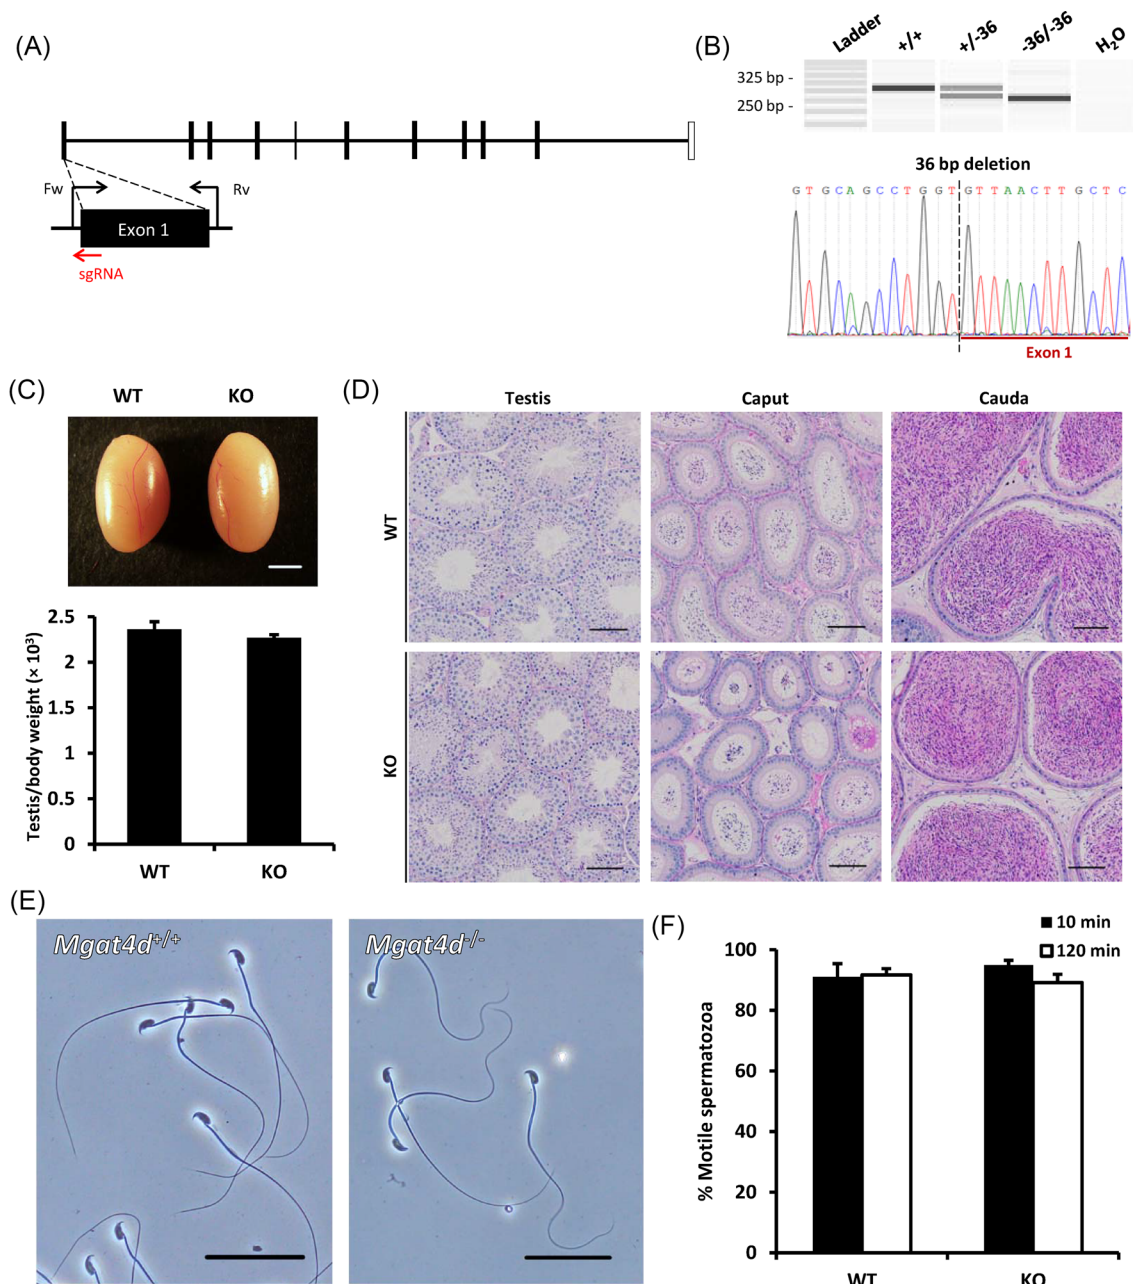 (A)
Fw
Rv
Exon 1
sgRNA
(B)
Ladder
+/+
+/-36
-36/-36
H₂O
325 bp -
250 bp -
36 bp deletion
G T G C A G C C T G G T G T T A A C T T G C T C
Exon 1
(C)
WT KO
Testis/body weight (× 10³)
2.5
2
1.5
1
0.5
0
WT KO
(D)
Testis Caput Cauda
WT
KO
(E)
Mgat4d+/+
Mgat4d-/-
(F)
10 min
120 min
% Motile spermatozoa
100
80
60
40
20
0
WT KO